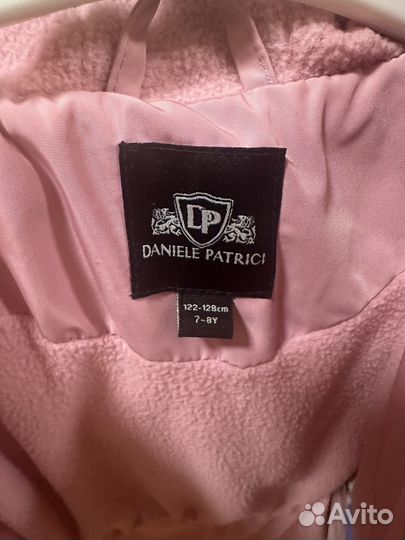 DP
DANIELE PATRICI
122-128cm
7-8Y
Avito